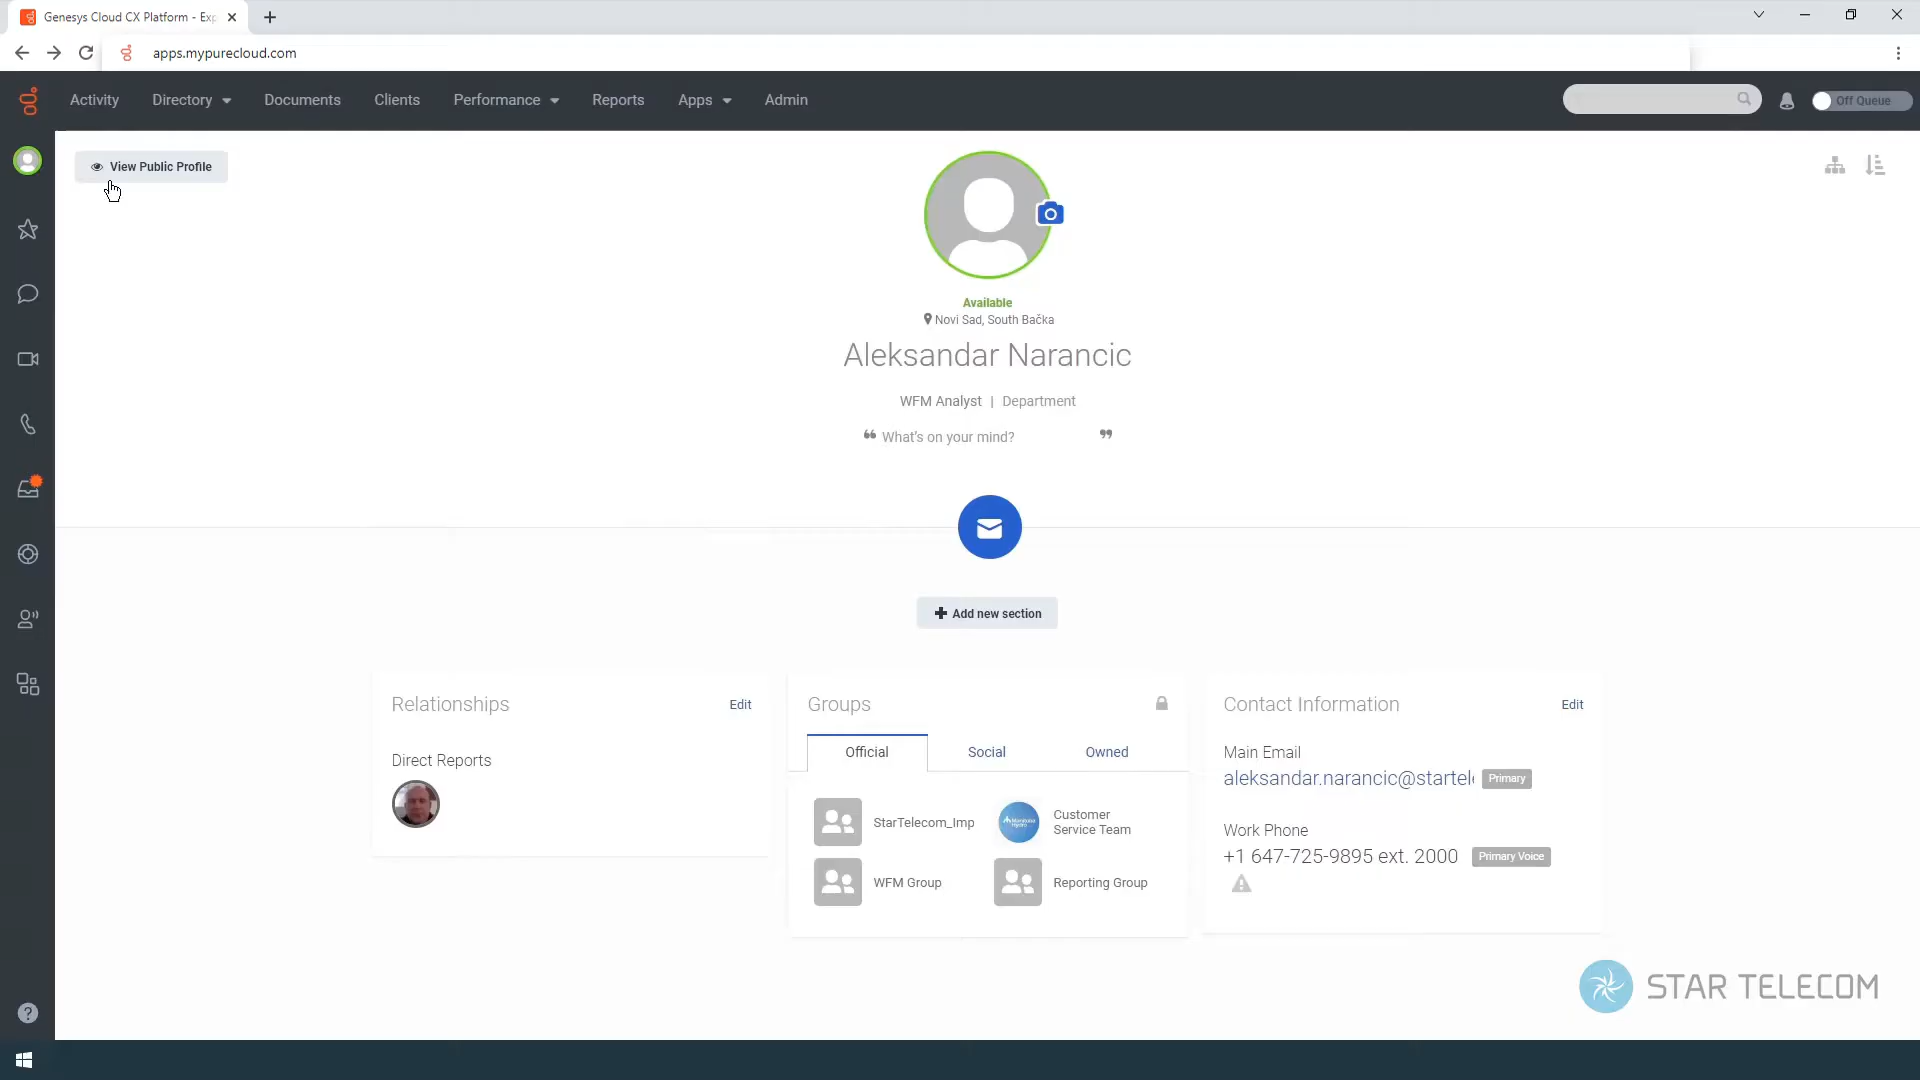 Genesys Cloud CX Platform - Exp
apps.mypurecloud.com
Activity
Directory
Documents
Clients
Performance
Reports
Apps
Admin
Off Queue
View Public Profile
Available
Novi Sad, South Bačka
Aleksandar Narancic
WFM Analyst | Department
“ What's on your mind? ”
Add new section
Relationships
Edit
Direct Reports
Groups
Official
Social
Owned
StarTelecom_Imp
Customer
Service Team
WFM Group
Reporting Group
Contact Information
Edit
Main Email
aleksandar.narancic@startele
Primary
Work Phone
+1 647-725-9895 ext. 2000
Primary Voice
STAR TELECOM